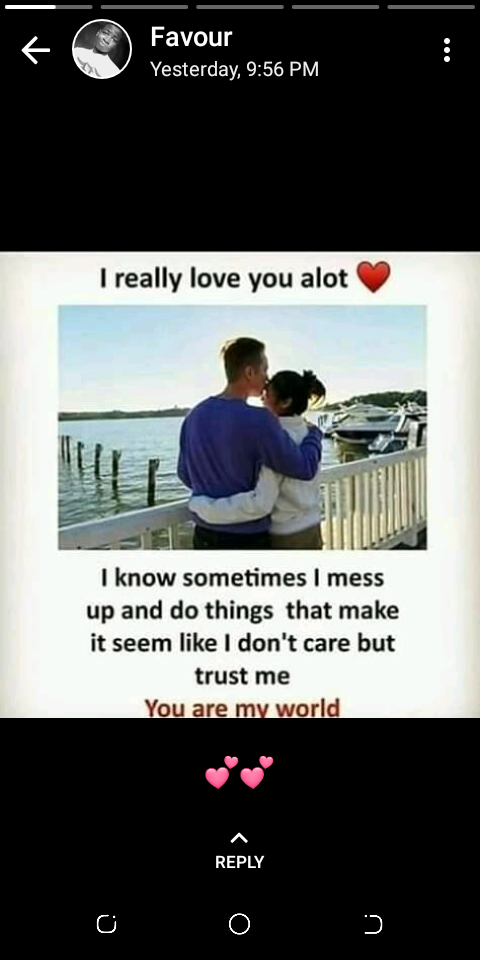 Favour
Yesterday, 9:56 PM
I really love you alot ❤️
I know sometimes I mess
up and do things that make
it seem like I don't care but
trust me
You are my world
💕💕
REPLY